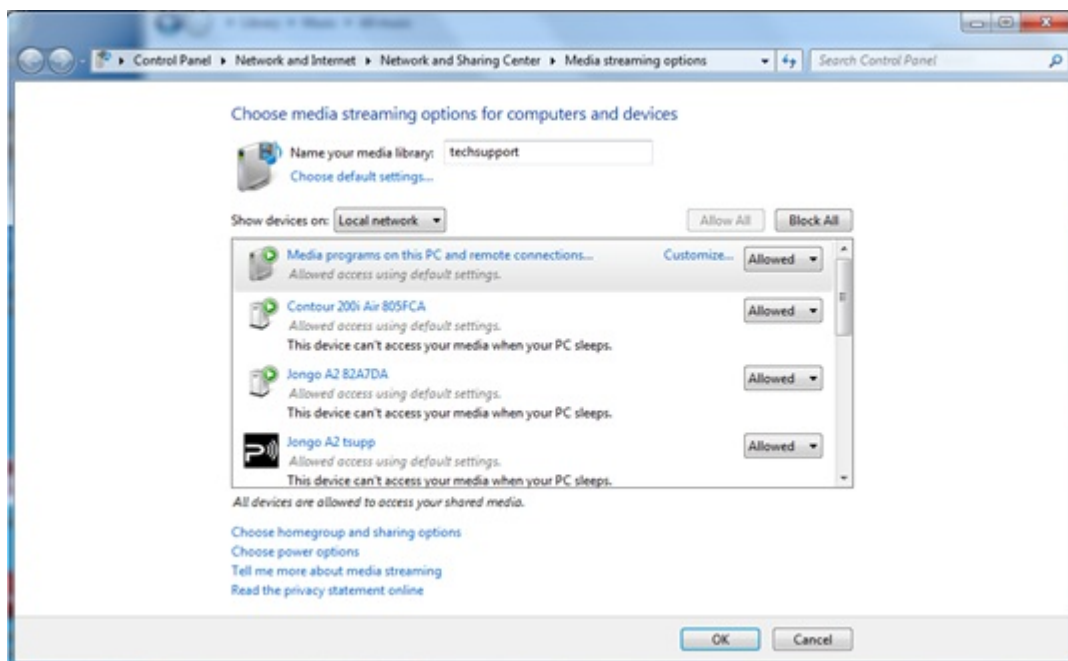 Control Panel ▸ Network and Internet ▸ Network and Sharing Center ▸ Media streaming options
Search Control Panel
Choose media streaming options for computers and devices
Name your media library: techsupport
Choose default settings...
Show devices on: Local network
Allow All
Block All
Media programs on this PC and remote connections...
Customize...
Allowed
Allowed access using default settings.
Contour 200i Air 805FCA
Allowed
Allowed access using default settings.
This device can't access your media when your PC sleeps.
Jongo A2 82A7DA
Allowed
Allowed access using default settings.
This device can't access your media when your PC sleeps.
Jongo A2 tsupp
Allowed
Allowed access using default settings.
This device can't access your media when your PC sleeps.
All devices are allowed to access your shared media.
Choose homegroup and sharing options
Choose power options
Tell me more about media streaming
Read the privacy statement online
OK
Cancel